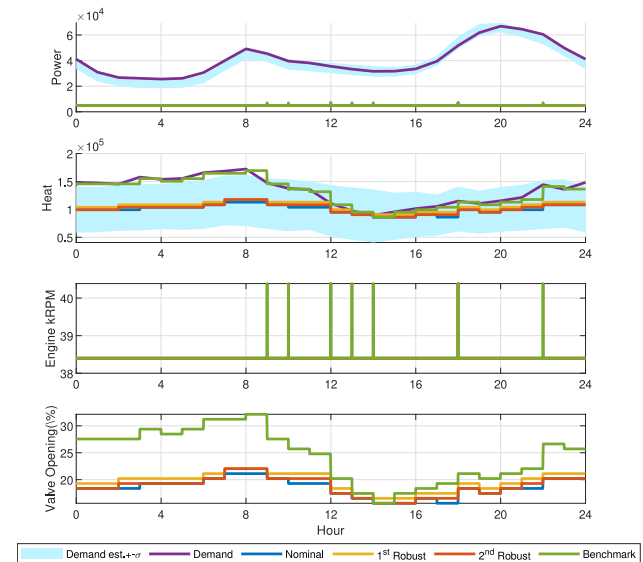 6
×10⁴
Power
4
2
0
0 4 8 12 16 20 24
2
×10⁵
Heat
1.5
1
0.5
0 4 8 12 16 20 24
Engine kRPM
40
39
38
0 4 8 12 16 20 24
Valve Opening(\%)
30
25
20
0 4 8 12 16 20 24
Hour
Demand est.+-σ Demand Nominal 1st Robust 2nd Robust Benchmark